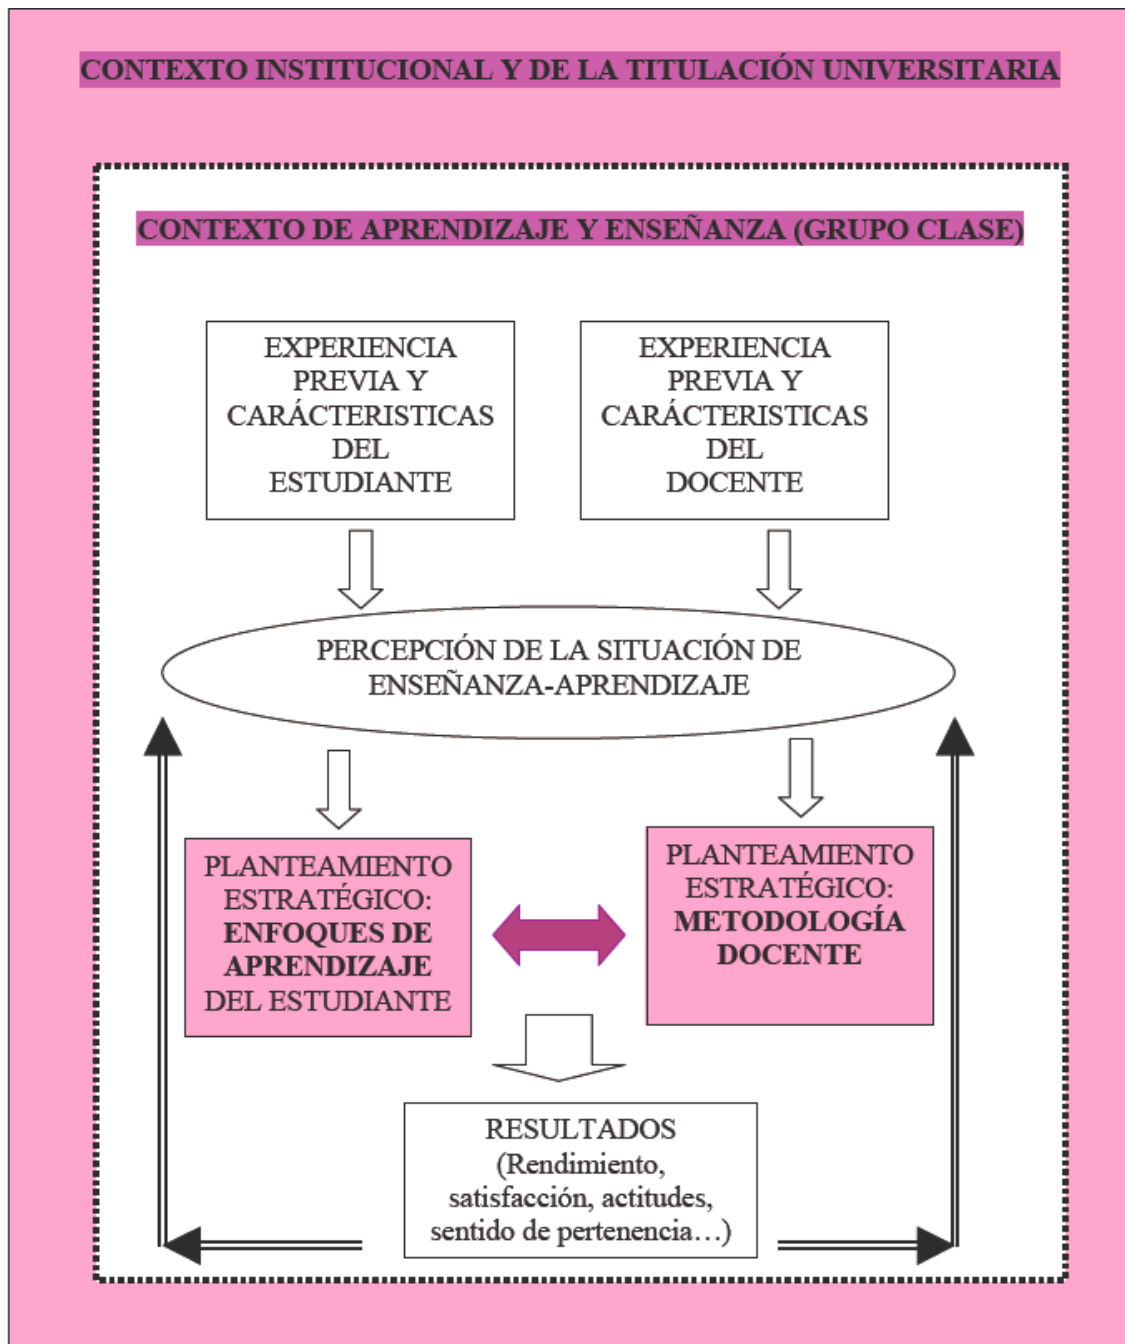 CONTEXTO INSTITUCIONAL Y DE LA TITULACIÓN UNIVERSITARIA
CONTEXTO DE APRENDIZAJE Y ENSEÑANZA (GRUPO CLASE)
EXPERIENCIA
PREVIA Y
CARÁCTERISTICAS
DEL
ESTUDIANTE
EXPERIENCIA
PREVIA Y
CARÁCTERISTICAS
DEL
DOCENTE
PERCEPCIÓN DE LA SITUACIÓN DE
ENSEÑANZA-APRENDIZAJE
PLANTEAMIENTO
ESTRATÉGICO:
ENFOQUES DE
APRENDIZAJE
DEL ESTUDIANTE
PLANTEAMIENTO
ESTRATÉGICO:
METODOLOGÍA
DOCENTE
RESULTADOS
(Rendimiento,
satisfacción, actitudes,
sentido de pertenencia…)